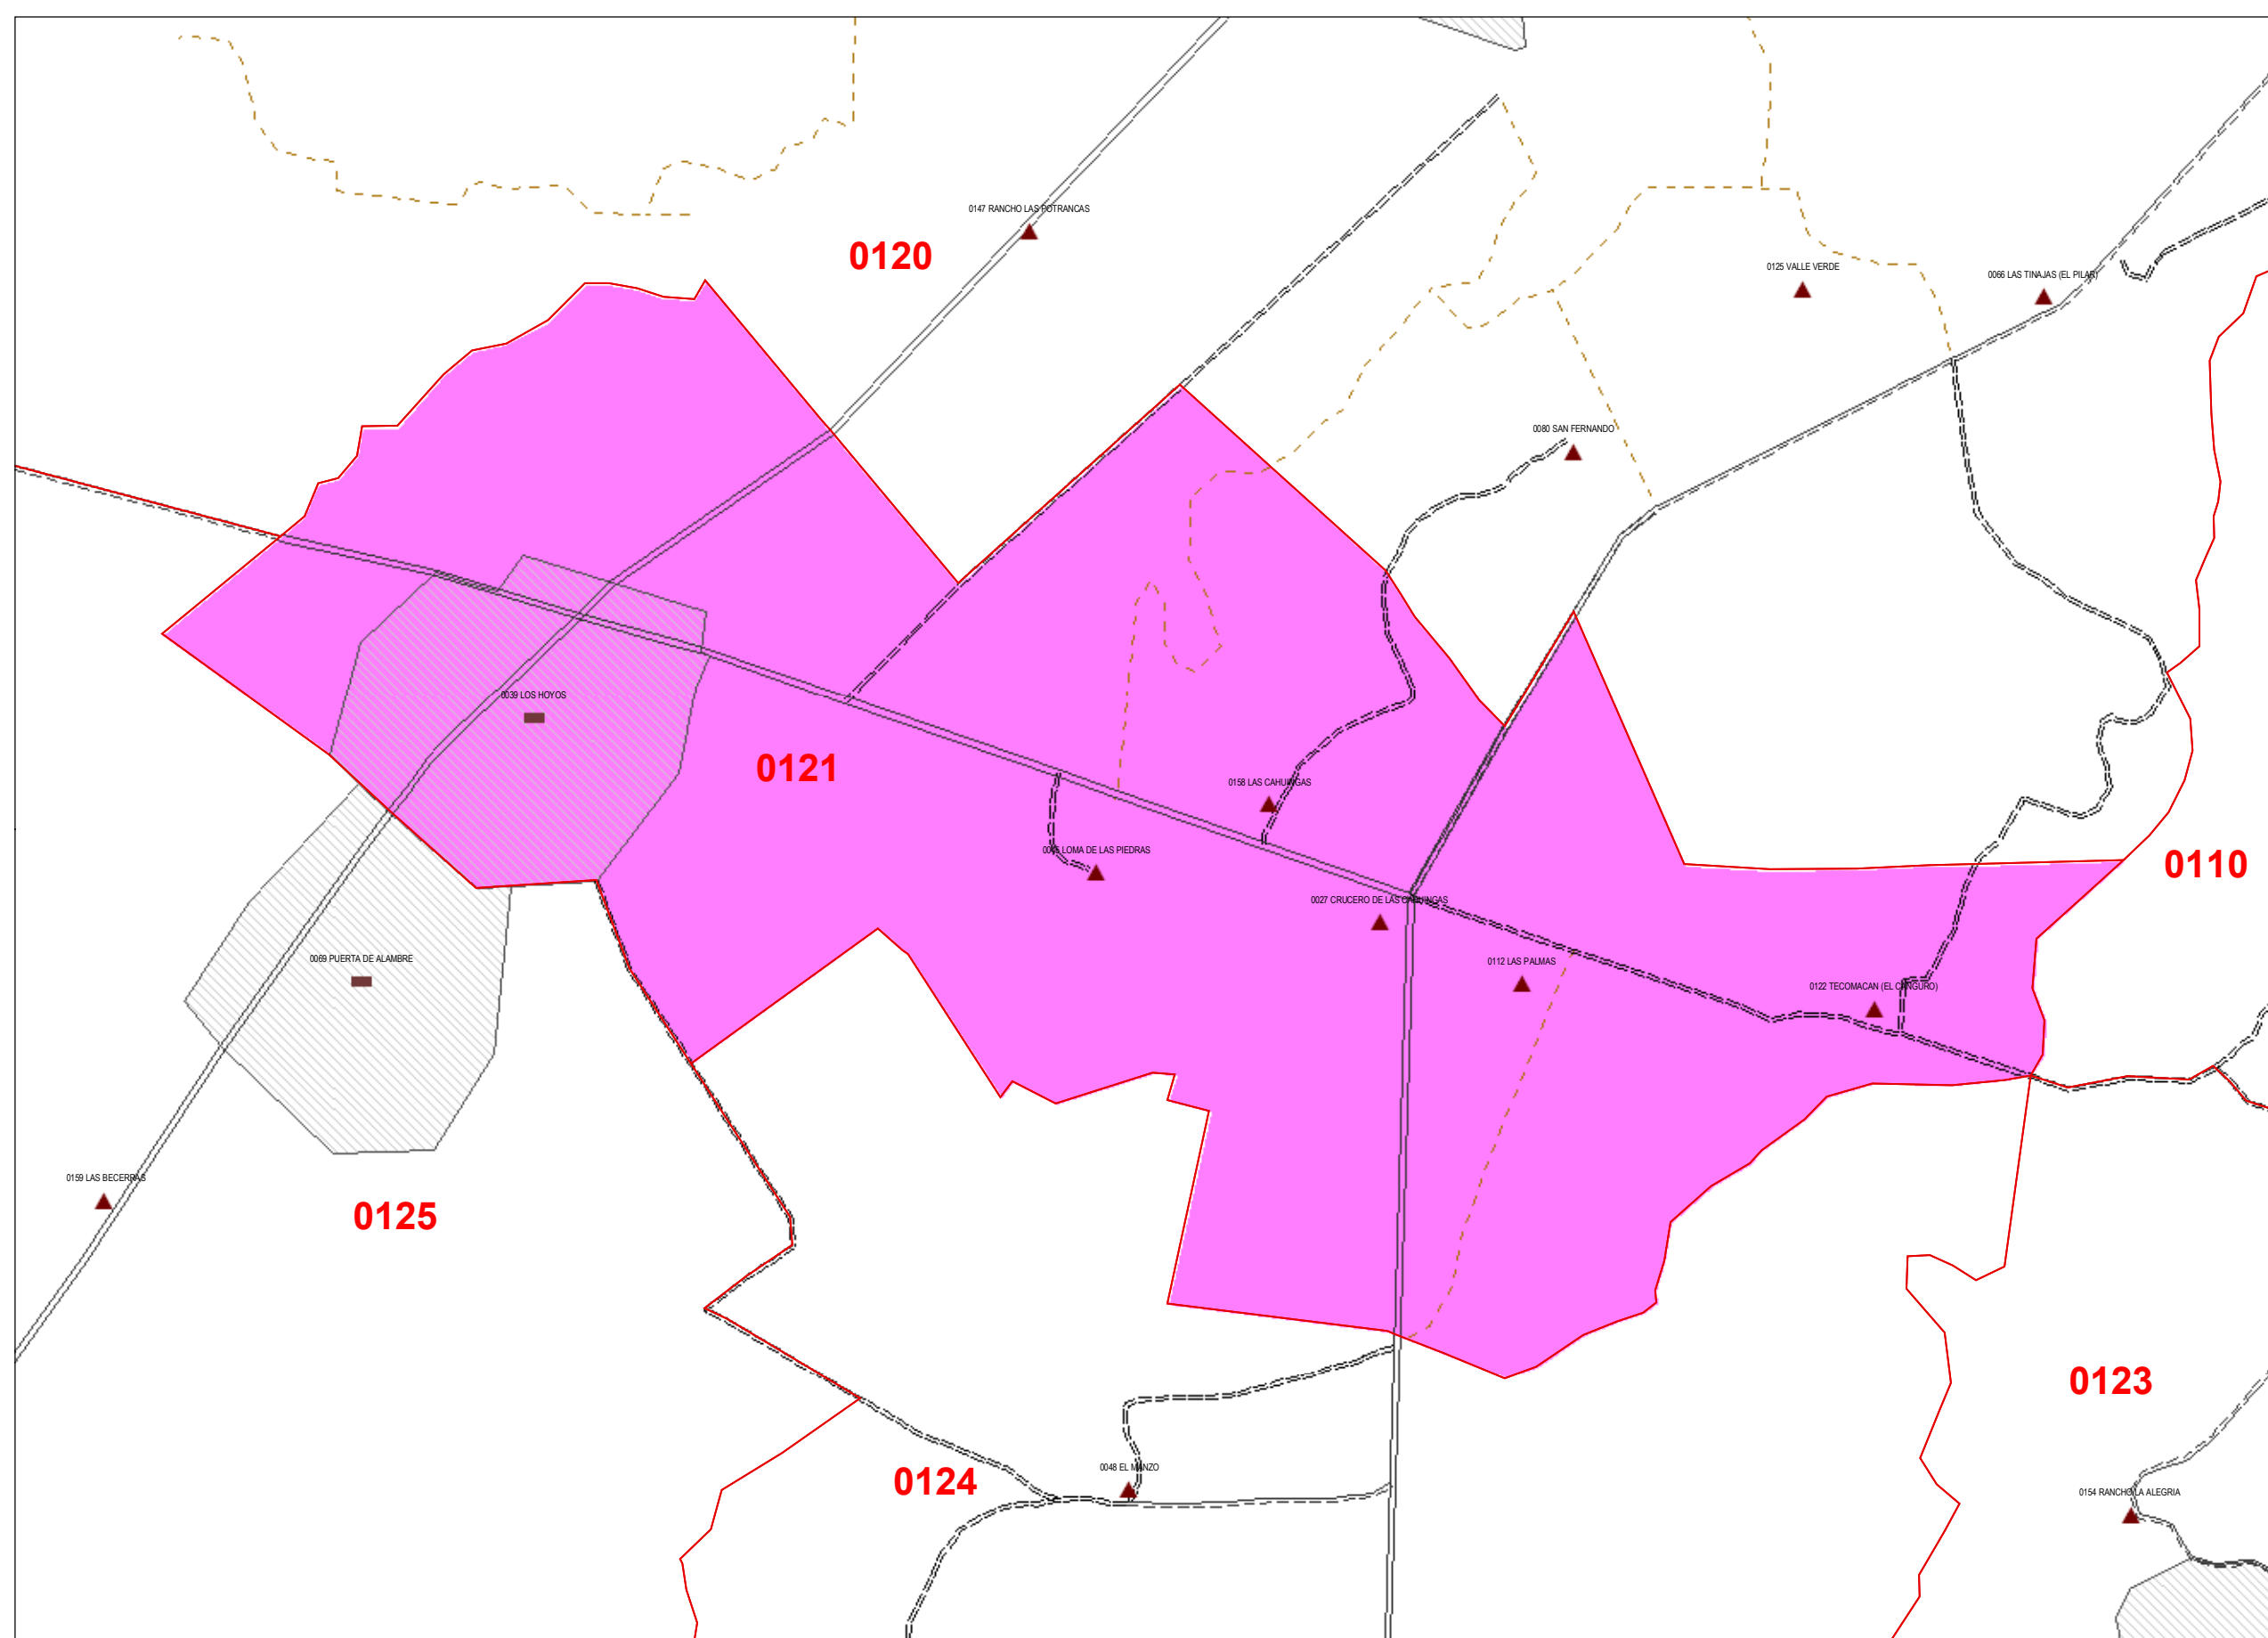 0147 RANCHO LAS POTRANCAS
0120
0125 VALLE VERDE
0066 LAS TINAJAS (EL PILAR)
0080 SAN FERNANDO
0039 LOS HOYOS
0121
0158 LAS CAHUINGAS
LOMA DE LAS PIEDRAS
0110
0027 CRUCERO DE LAS CAHUINGAS
0069 PUERTA DE ALAMBRE
0112 LAS PALMAS
0122 TECOMACAN (EL CANGURO)
0159 LAS BECERRAS
0125
0123
0048 EL MANZO
0124
0154 RANCHO LA ALEGRIA